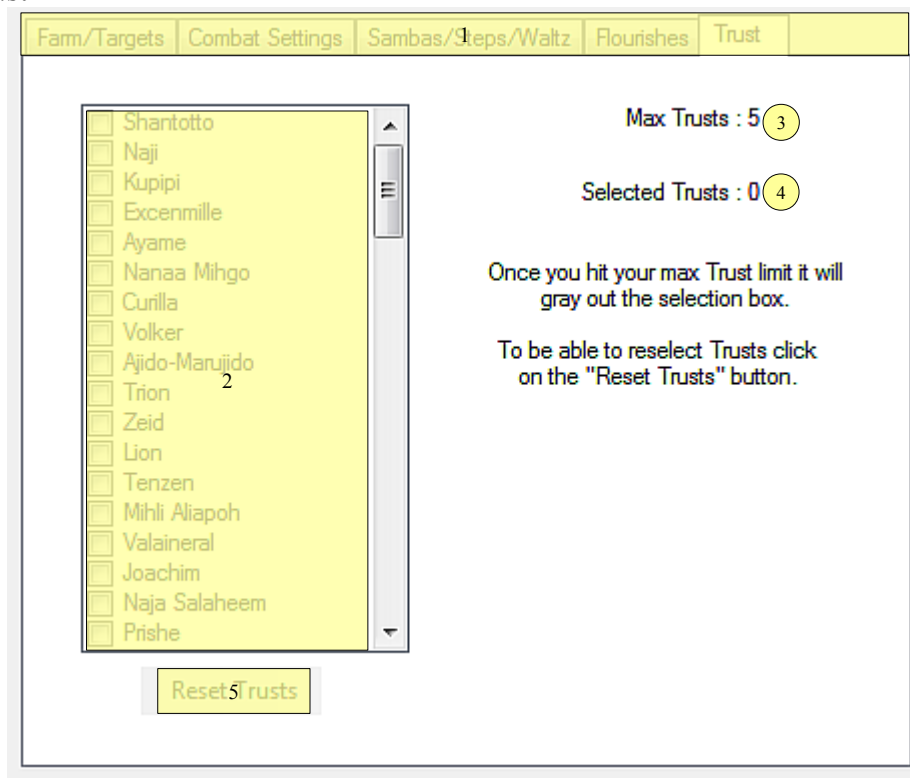 Farm/Targets Combat Settings Sambas/Steps/Waltz Flourishes Trust
1
Shantotto
Naji
Kupipi
Excenmille
Ayame
Nanaa Mihgo
Curilla
Volker
Ajido-Marujido
Trion
Zeid
Lion
Tenzen
Mihli Aliapoh
Valaineral
Joachim
Naja Salaheem
Prishe
2
Reset Trusts
5
Max Trusts : 5
3
Selected Trusts : 0
4
Once you hit your max Trust limit it will
gray out the selection box.
To be able to reselect Trusts click
on the "Reset Trusts" button.